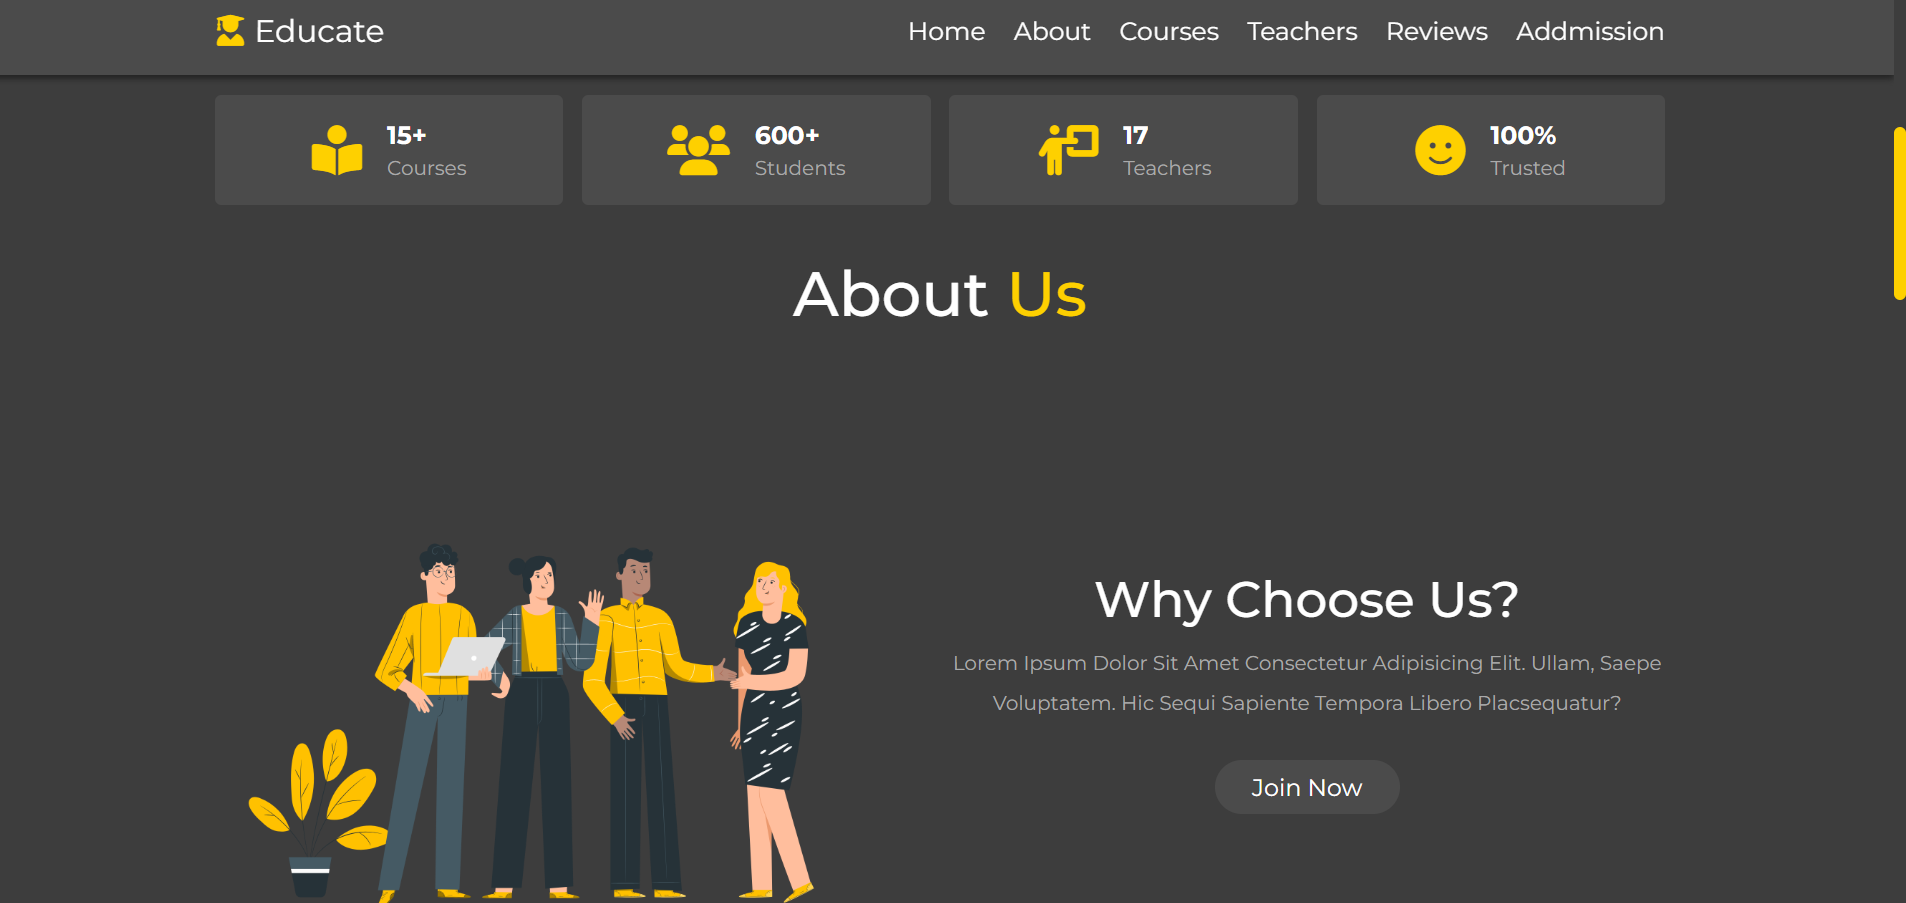 Educate
Home About Courses Teachers Reviews Addmission
15+
Courses
600+
Students
17
Teachers
100%
Trusted
About Us
Why Choose Us?
Lorem Ipsum Dolor Sit Amet Consectetur Adipisicing Elit. Ullam, Saepe
Voluptatem. Hic Sequi Sapiente Tempora Libero Placsequatur?
Join Now